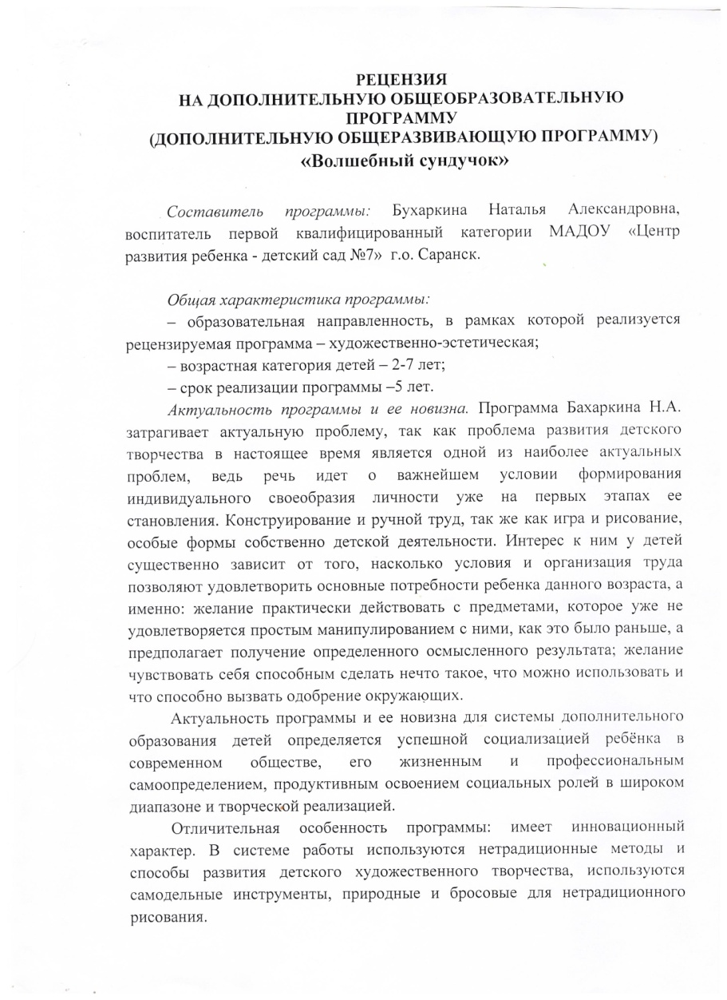 РЕЦЕНЗИЯ
НА ДОПОЛНИТЕЛЬНУЮ ОБЩЕОБРАЗОВАТЕЛЬНУЮ
ПРОГРАММУ
(ДОПОЛНИТЕЛЬНУЮ ОБЩЕРАЗВИВАЮЩУЮ ПРОГРАММУ)
«Волшебный сундучок»
Составитель программы: Бухаркина Наталья Александровна,
воспитатель первой квалифицированный категории МАДОУ «Центр
развития ребенка - детский сад №7» г.о. Саранск.
Общая характеристика программы:
– образовательная направленность, в рамках которой реализуется
рецензируемая программа – художественно-эстетическая;
– возрастная категория детей – 2-7 лет;
– срок реализации программы –5 лет.
Актуальность программы и ее новизна. Программа Бахаркина Н.А.
затрагивает актуальную проблему, так как проблема развития детского
творчества в настоящее время является одной из наиболее актуальных
проблем, ведь речь идет о важнейшем условии формирования
индивидуального своеобразия личности уже на первых этапах ее
становления. Конструирование и ручной труд, так же как игра и рисование,
особые формы собственно детской деятельности. Интерес к ним у детей
существенно зависит от того, насколько условия и организация труда
позволяют удовлетворить основные потребности ребенка данного возраста, а
именно: желание практически действовать с предметами, которое уже не
удовлетворяется простым манипулированием с ними, как это было раньше, а
предполагает получение определенного осмысленного результата; желание
чувствовать себя способным сделать нечто такое, что можно использовать и
что способно вызвать одобрение окружающих.
Актуальность программы и ее новизна для системы дополнительного
образования детей определяется успешной социализацией ребёнка в
современном обществе, его жизненным и профессиональным
самоопределением, продуктивным освоением социальных ролей в широком
диапазоне и творческой реализацией.
Отличительная особенность программы: имеет инновационный
характер. В системе работы используются нетрадиционные методы и
способы развития детского художественного творчества, используются
самодельные инструменты, природные и бросовые для нетрадиционного
рисования.